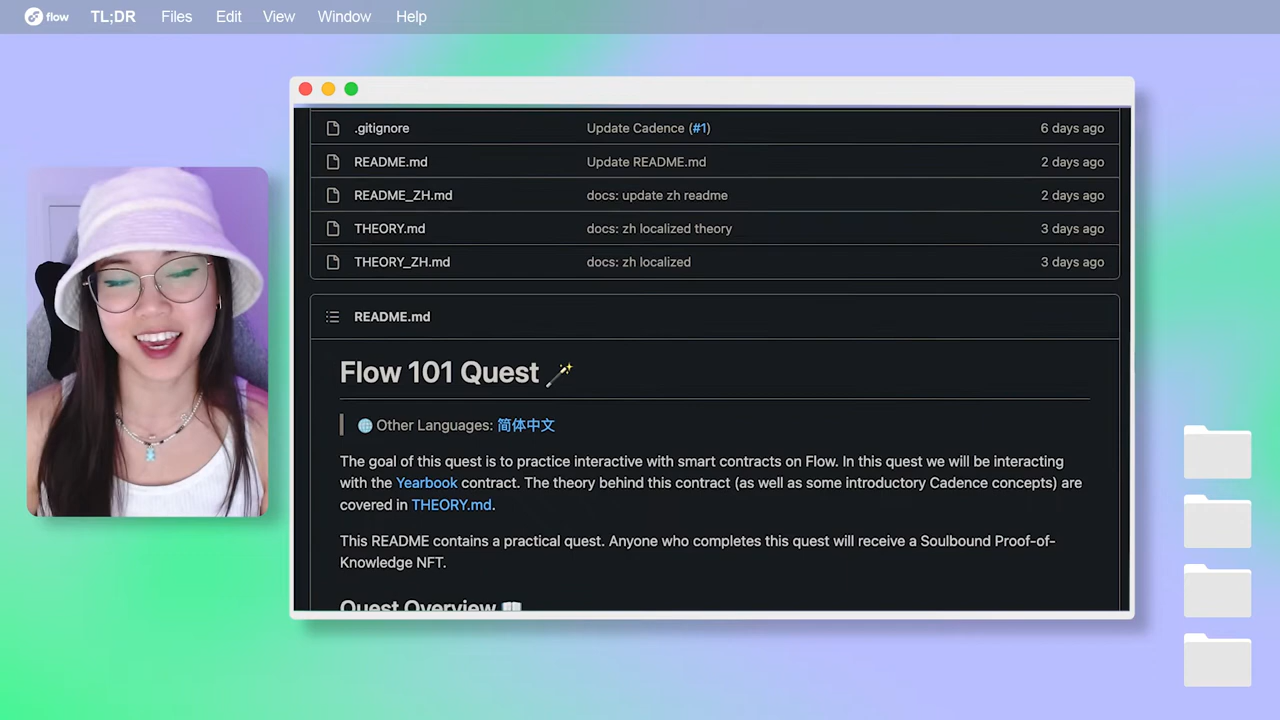 flow TL;DR Files Edit View Window Help
.gitignore Update Cadence (#1) 6 days ago
README.md Update README.md 2 days ago
README_ZH.md docs: update zh readme 2 days ago
THEORY.md docs: zh localized theory 3 days ago
THEORY_ZH.md docs: zh localized 3 days ago
README.md
Flow 101 Quest
Other Languages: 简体中文
The goal of this quest is to practice interactive with smart contracts on Flow. In this quest we will be interacting
with the Yearbook contract. The theory behind this contract (as well as some introductory Cadence concepts) are
covered in THEORY.md.
This README contains a practical quest. Anyone who completes this quest will receive a Soulbound Proof-of-
Knowledge NFT.
Quest Overview